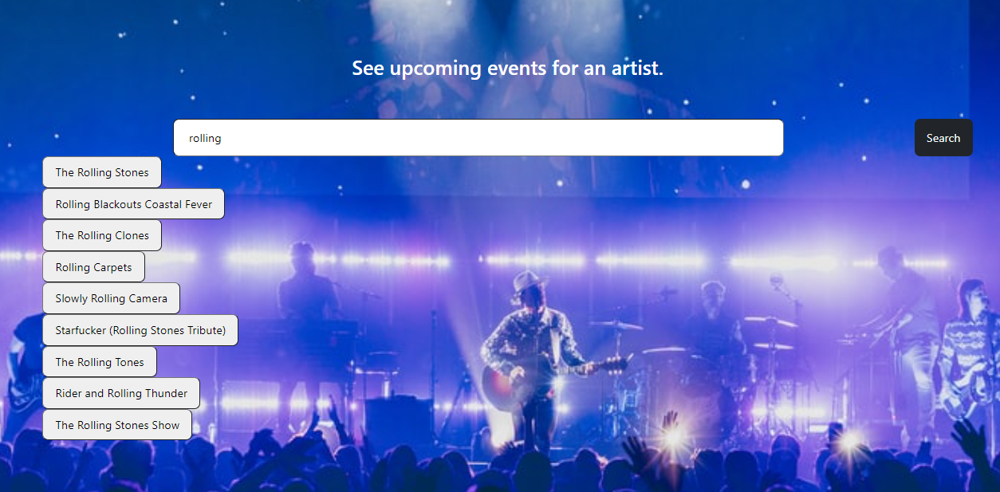 See upcoming events for an artist.
rolling
Search
The Rolling Stones
Rolling Blackouts Coastal Fever
The Rolling Clones
Rolling Carpets
Slowly Rolling Camera
Starfucker (Rolling Stones Tribute)
The Rolling Tones
Rider and Rolling Thunder
The Rolling Stones Show